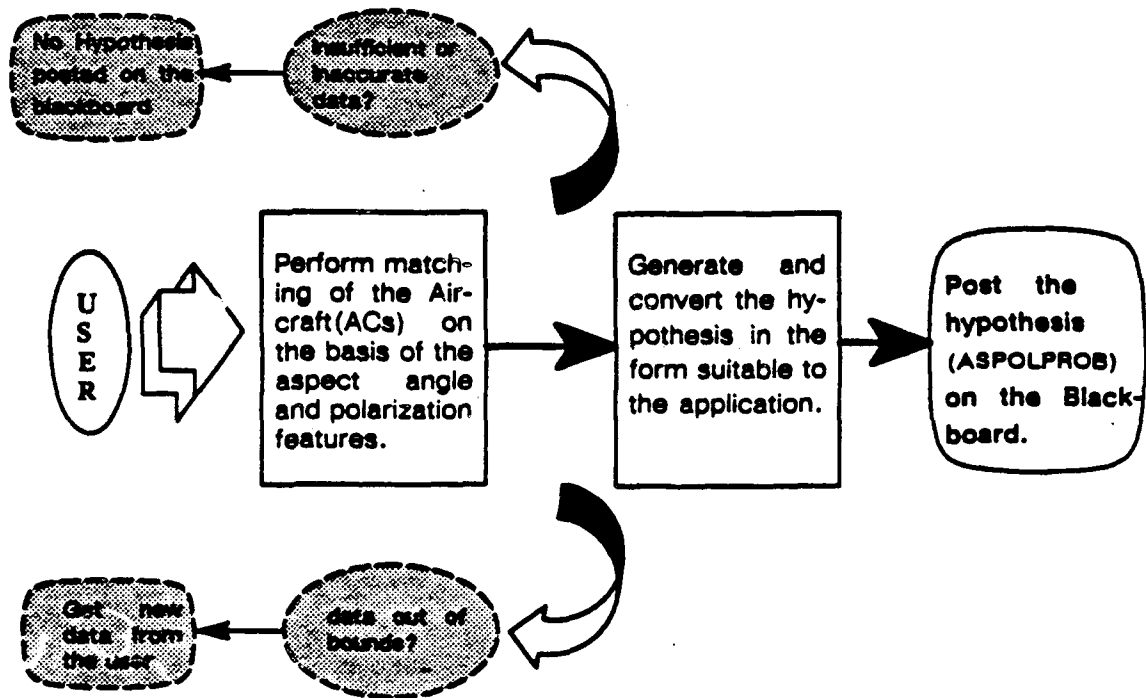 No Hypothesis
posted on the
blackboard
Insufficient or
inaccurate
data?
U
S
E
R
Perform match-
ing of the Air-
craft(ACs) on
the basis of the
aspect angle
and polarization
features.
Generate and
convert the hy-
pothesis in the
form suitable to
the application.
Post the
hypothesis
(ASPOLPROB)
on the Black-
board.
Get new
data from
the user
data out of
bounds?